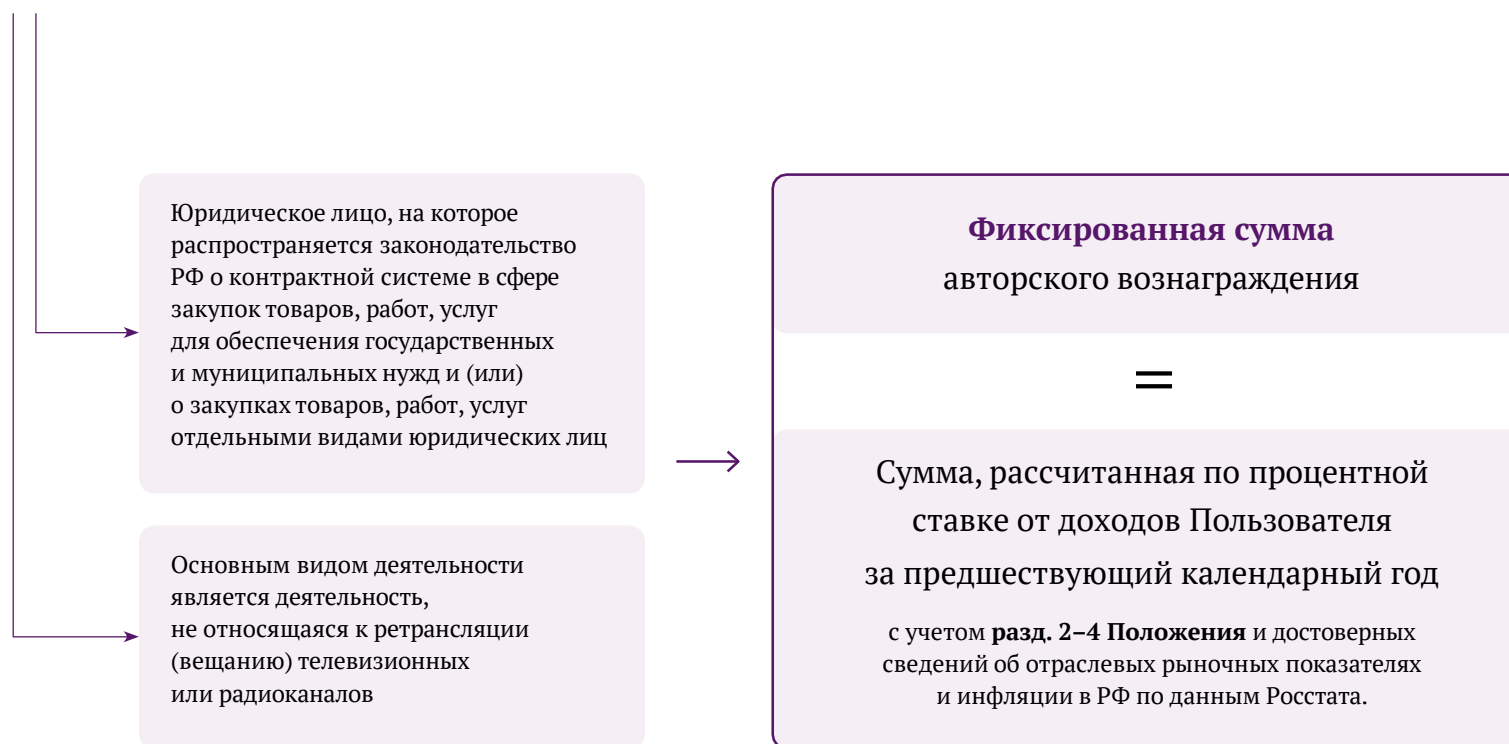 Юридическое лицо, на которое
распространяется законодательство
РФ о контрактной системе в сфере
закупок товаров, работ, услуг
для обеспечения государственных
и муниципальных нужд и (или)
о закупках товаров, работ, услуг
отдельными видами юридических лиц
Основным видом деятельности
является деятельность,
не относящаяся к ретрансляции
(вещанию) телевизионных
или радиоканалов
Фиксированная сумма
авторского вознаграждения
=
Сумма, рассчитанная по процентной
ставке от доходов Пользователя
за предшествующий календарный год
с учетом разд. 2–4 Положения и достоверных
сведений об отраслевых рыночных показателях
и инфляции в РФ по данным Росстата.